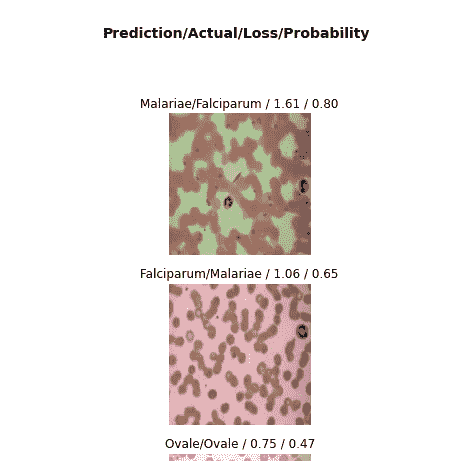 Prediction/Actual/Loss/Probability
Malariae/Falciparum / 1.61 / 0.80
Falciparum/Malariae / 1.06 / 0.65
Ovale/Ovale / 0.75 / 0.47